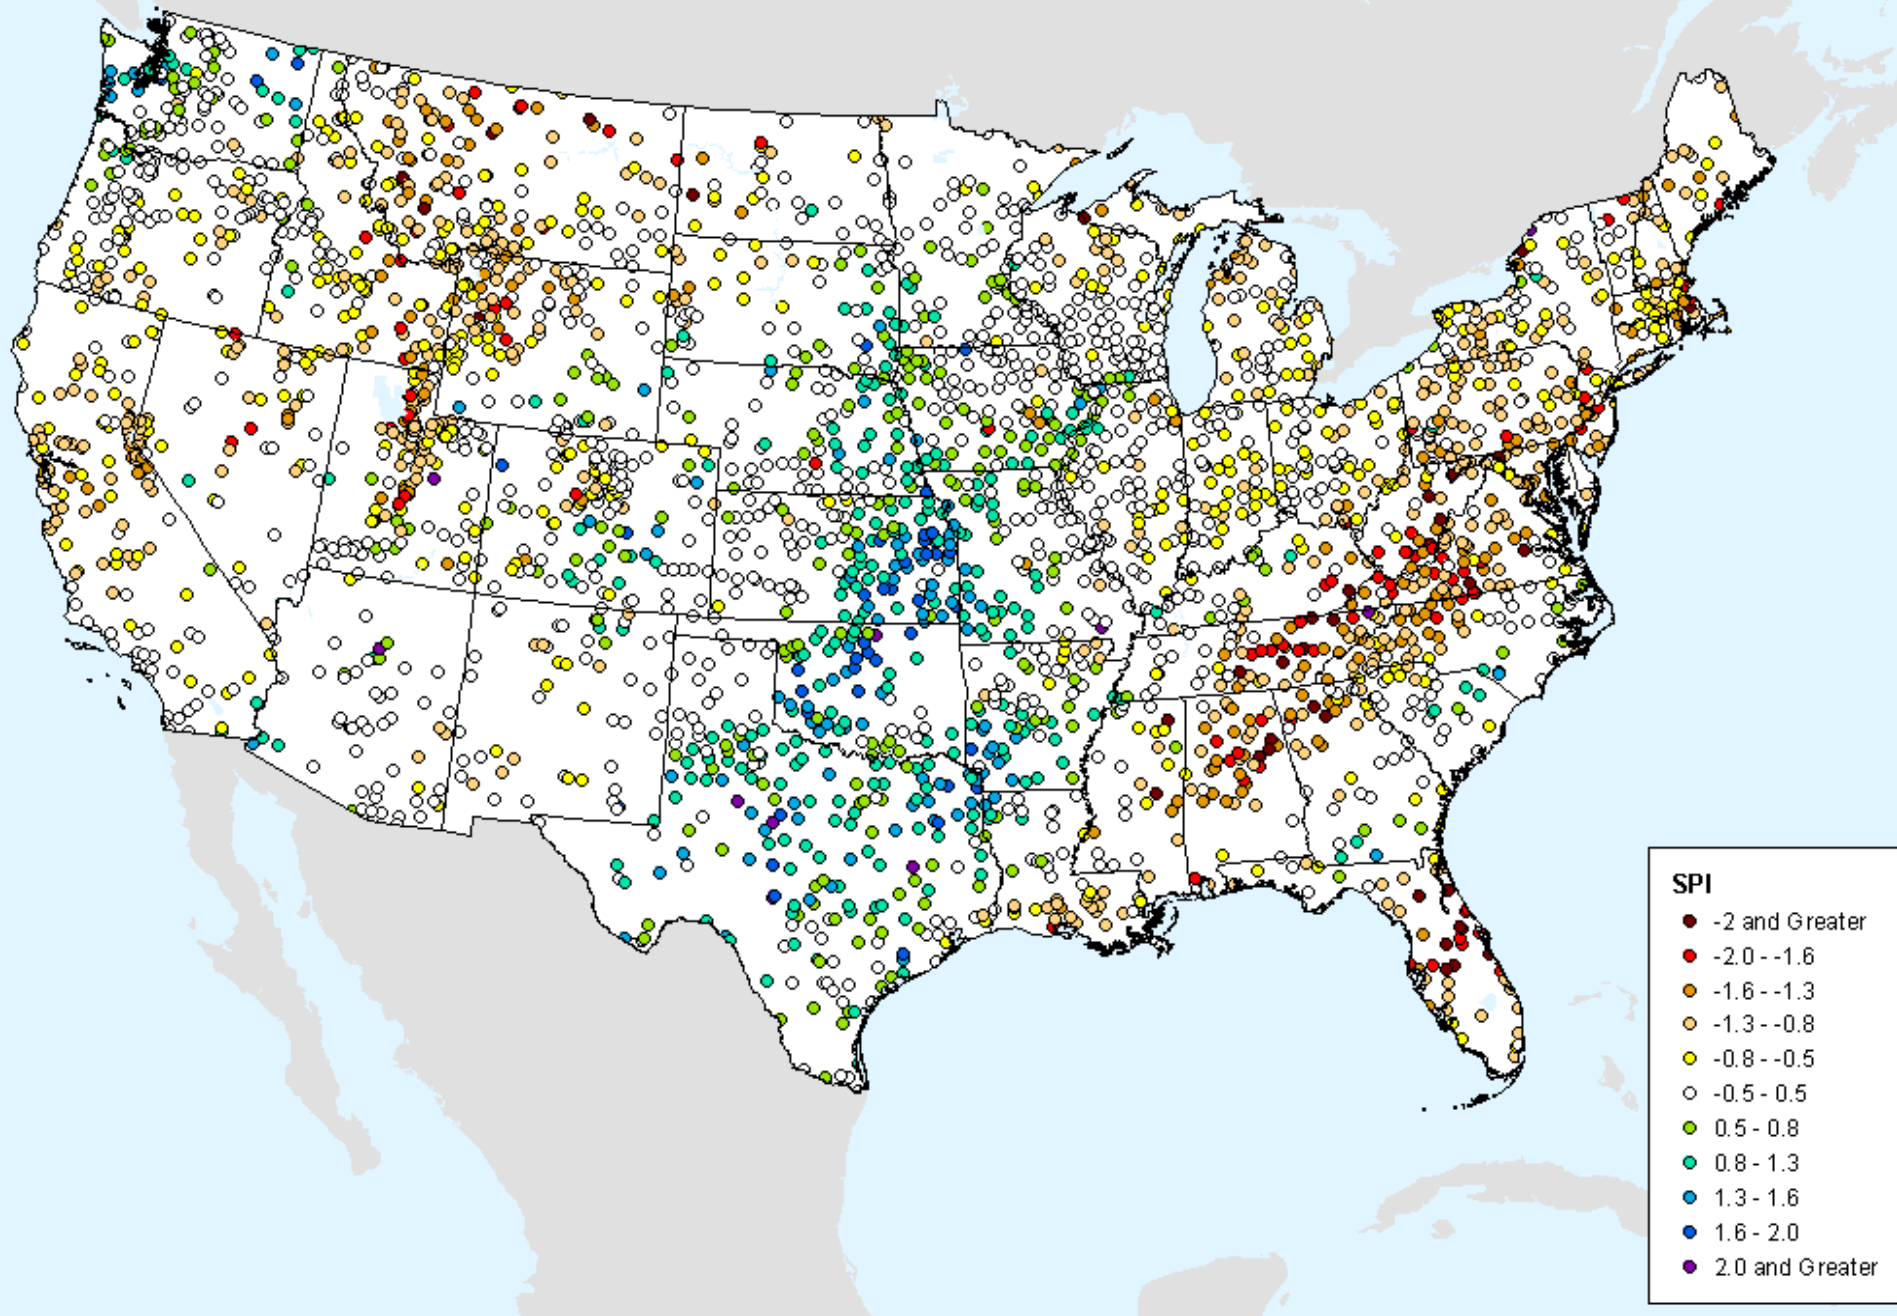 SPI
-2 and Greater
-2.0 - -1.6
-1.6 - -1.3
-1.3 - -0.8
-0.8 - -0.5
-0.5 - 0.5
0.5 - 0.8
0.8 - 1.3
1.3 - 1.6
1.6 - 2.0
2.0 and Greater